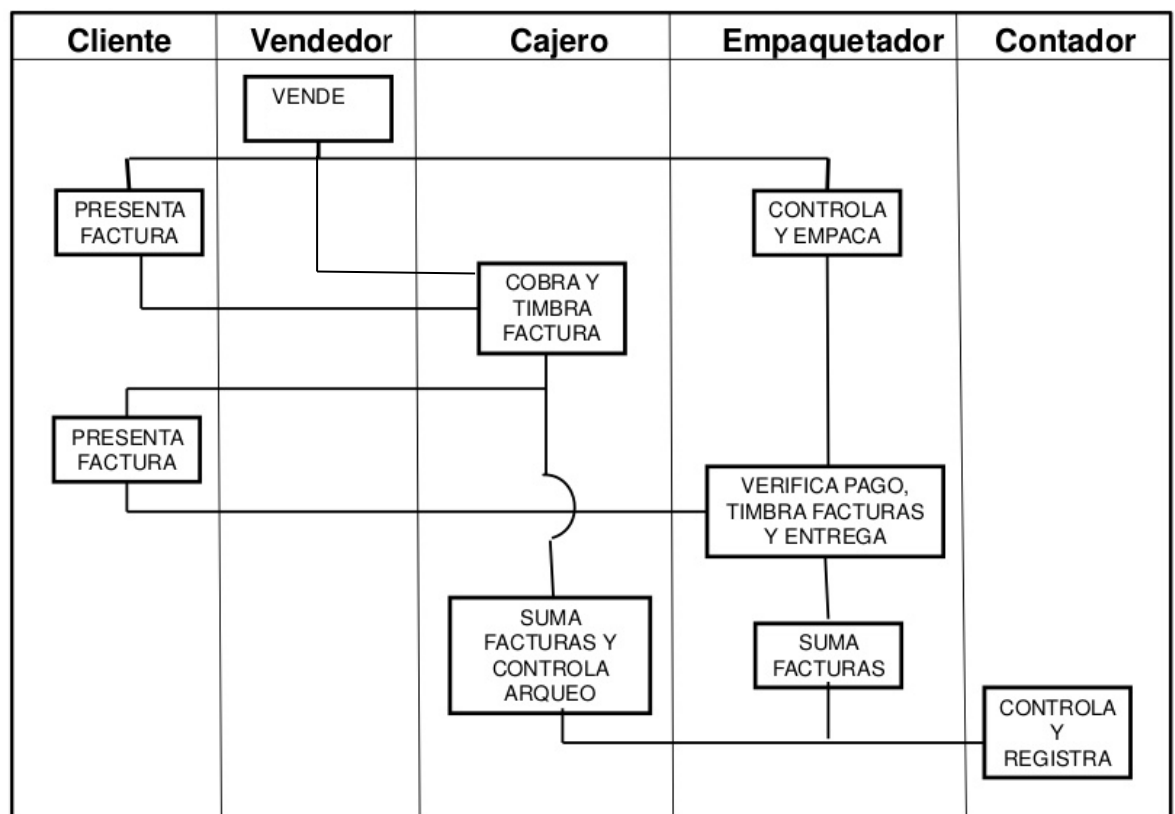 Cliente
Vendedor
Cajero
Empaquetador
Contador
VENDE
PRESENTA
FACTURA
CONTROLA
Y EMPACA
COBRA Y
TIMBRA
FACTURA
PRESENTA
FACTURA
VERIFICA PAGO,
TIMBRA FACTURAS
Y ENTREGA
SUMA
FACTURAS Y
CONTROLA
ARQUEO
SUMA
FACTURAS
CONTROLA
Y
REGISTRA